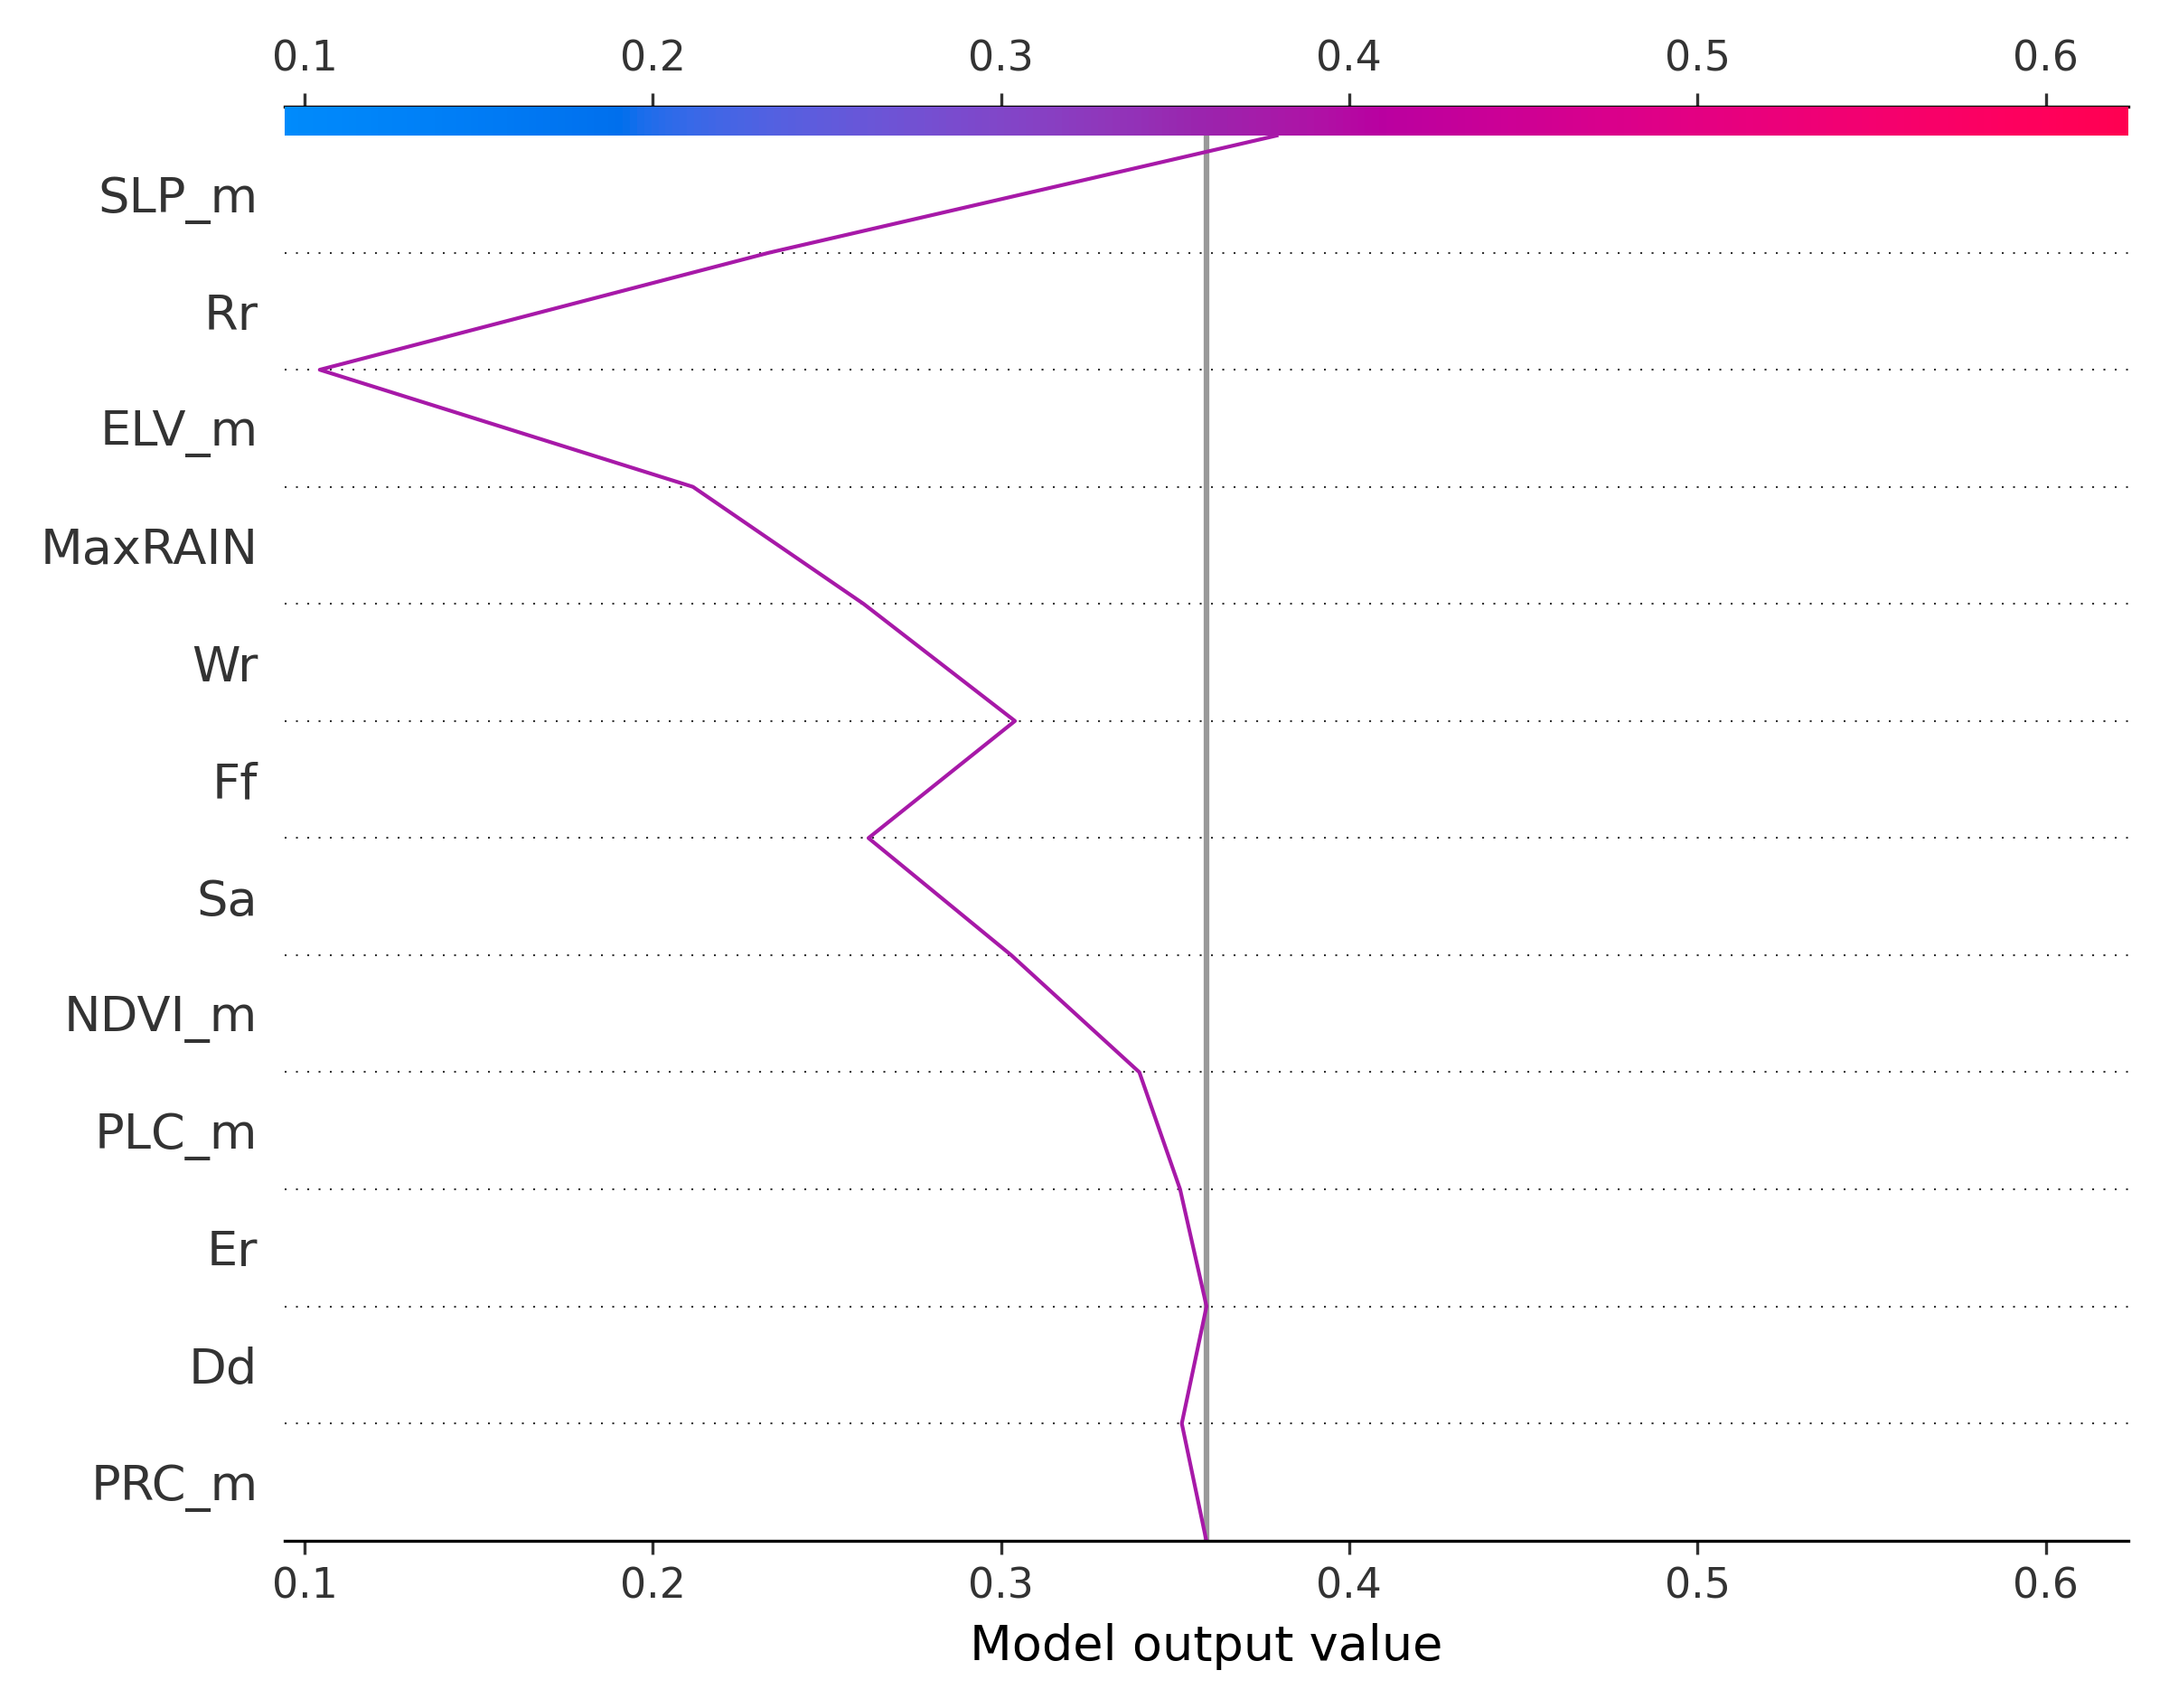 0.1 0.2 0.3 0.4 0.5 0.6
SLP_m
Rr
ELV_m
MaxRAIN
Wr
Ff
Sa
NDVI_m
PLC_m
Er
Dd
PRC_m
0.1 0.2 0.3 0.4 0.5 0.6
Model output value